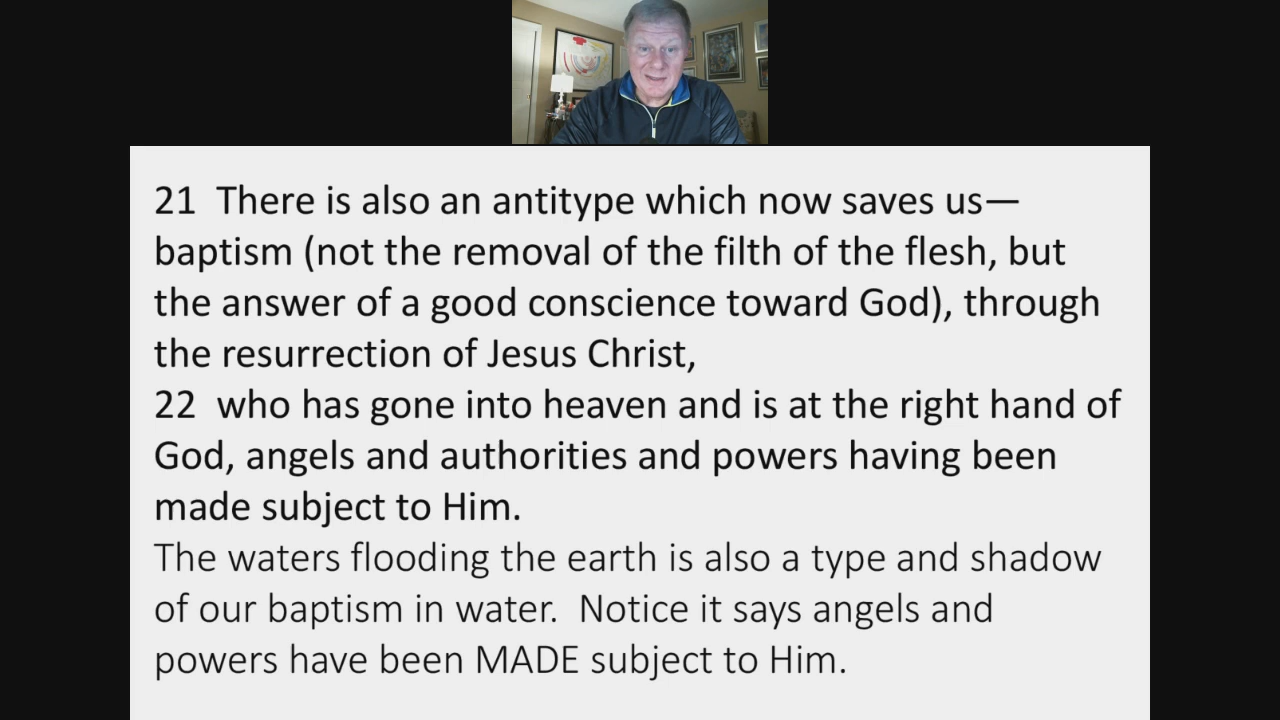 21  There is also an antitype which now saves us—
baptism (not the removal of the filth of the flesh, but
the answer of a good conscience toward God), through
the resurrection of Jesus Christ,
22  who has gone into heaven and is at the right hand of
God, angels and authorities and powers having been
made subject to Him.
The waters flooding the earth is also a type and shadow
of our baptism in water.  Notice it says angels and
powers have been MADE subject to Him.